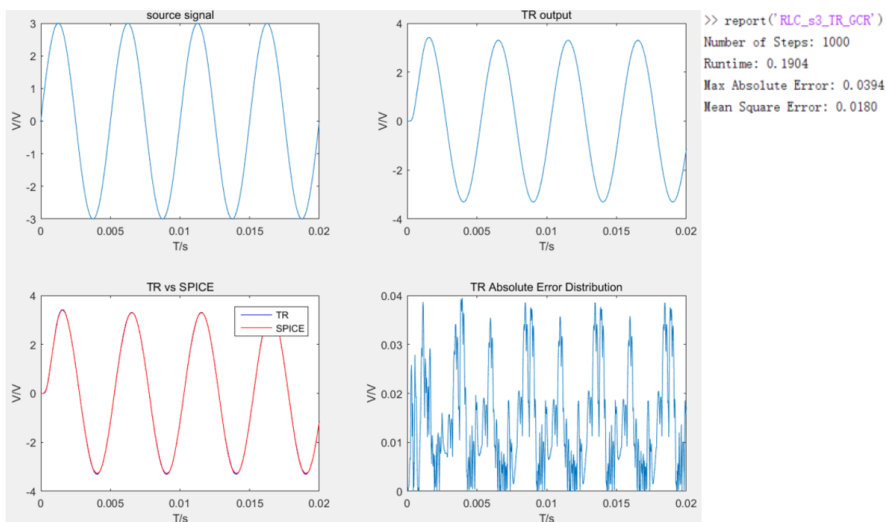 source signal
V/V
3
2
1
0
-1
-2
-3
0 0.005 0.01 0.015 0.02
T/s
TR output
V/V
4
2
0
-2
-4
0 0.005 0.01 0.015 0.02
T/s
>> report('RLC_s3_TR_GCR')
Number of Steps: 1000
Runtime: 0.1904
Max Absolute Error: 0.0394
Mean Square Error: 0.0180
TR vs SPICE
V/V
4
2
0
-2
-4
TR
SPICE
0 0.005 0.01 0.015 0.02
T/s
TR Absolute Error Distribution
V/V
0.04
0.03
0.02
0.01
0
0 0.005 0.01 0.015 0.02
T/s